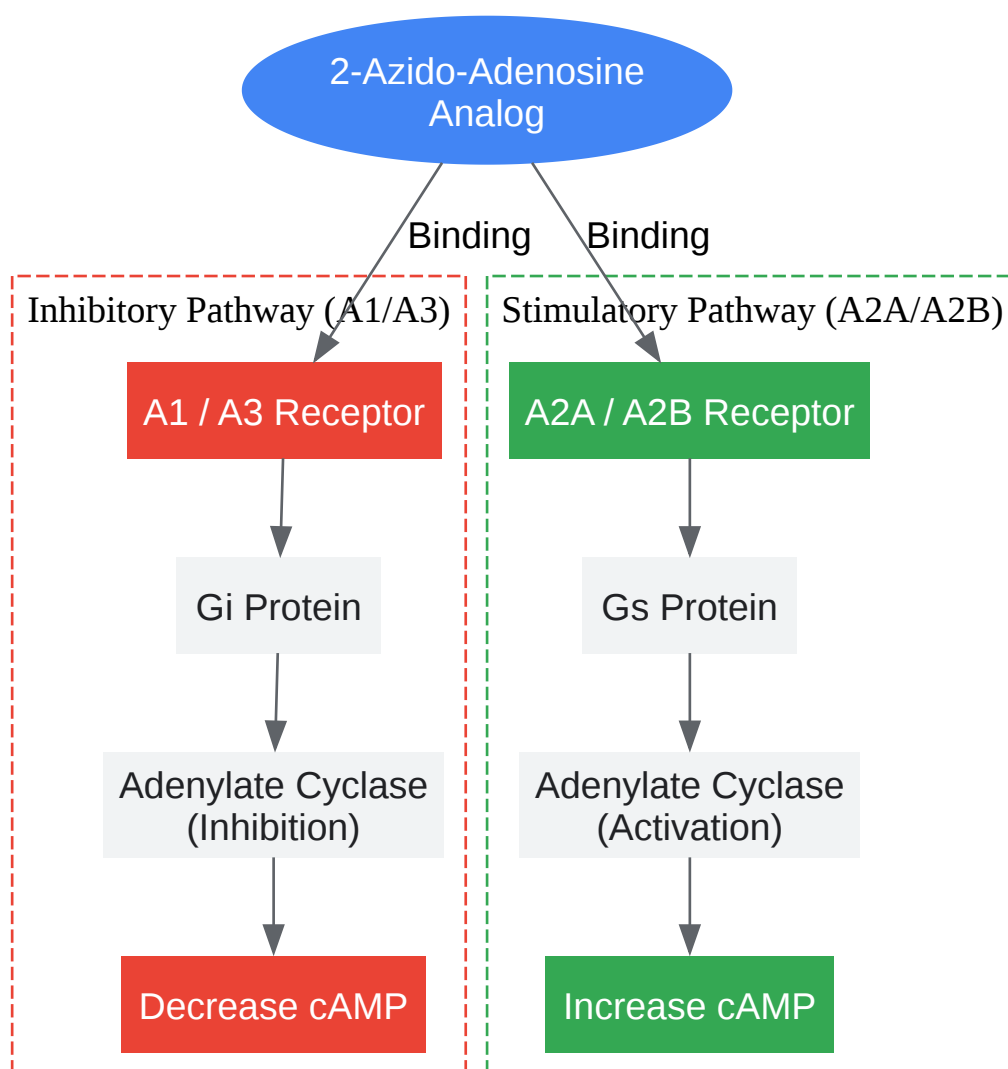 2-Azido-Adenosine
Analog
Binding
Binding
Inhibitory Pathway (A1/A3)
Stimulatory Pathway (A2A/A2B)
A1 / A3 Receptor
A2A / A2B Receptor
Gi Protein
Gs Protein
Adenylate Cyclase
(Inhibition)
Adenylate Cyclase
(Activation)
Decrease cAMP
Increase cAMP